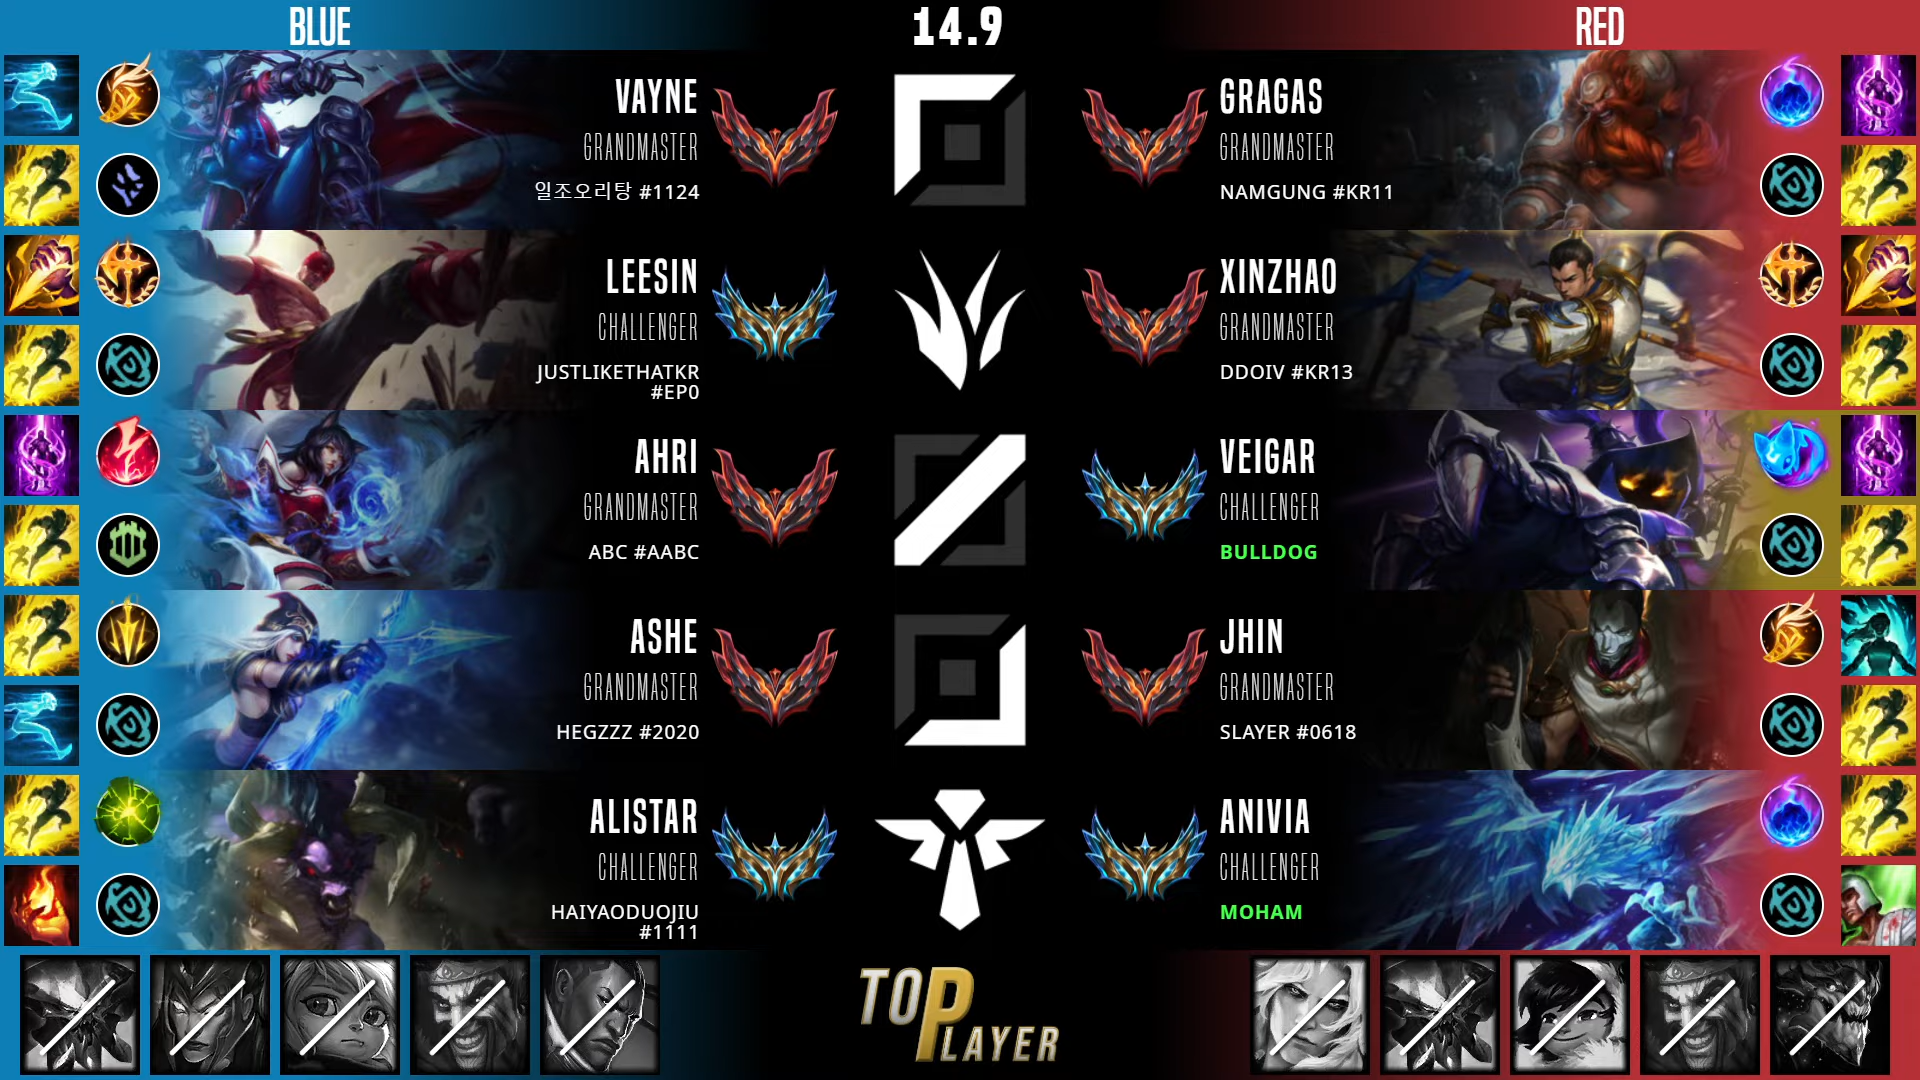 BLUE
14.9
RED
VAYNE
GRANDMASTER
일조오리탕 #1124
GRAGAS
GRANDMASTER
NAMGUNG #KR11
LEESIN
CHALLENGER
JUSTLIKETHATKR
#EP0
XINZHAO
GRANDMASTER
DDOIV #KR13
AHRI
GRANDMASTER
ABC #AABC
VEIGAR
CHALLENGER
BULLDOG
ASHE
GRANDMASTER
HEGZZZ #2020
JHIN
GRANDMASTER
SLAYER #0618
ALISTAR
CHALLENGER
HAIYAODUOJIU
#1111
ANIVIA
CHALLENGER
MOHAM
TOP
PLAYER